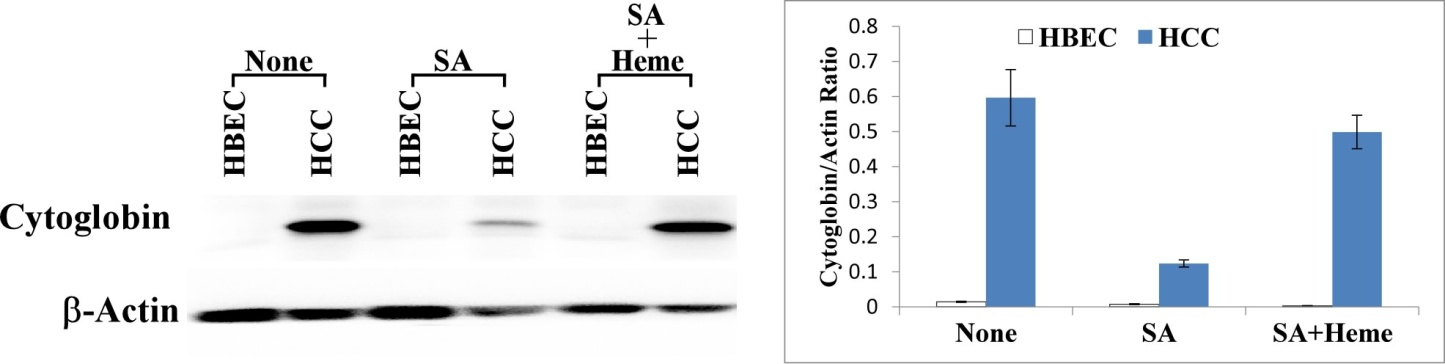 SA
+
None SA Heme
HBEC HCC HBEC HCC HBEC HCC
Cytoglobin
β-Actin
Cytoglobin/Actin Ratio
0.8
0.7
0.6
0.5
0.4
0.3
0.2
0.1
0
HBEC HCC
None SA SA+Heme